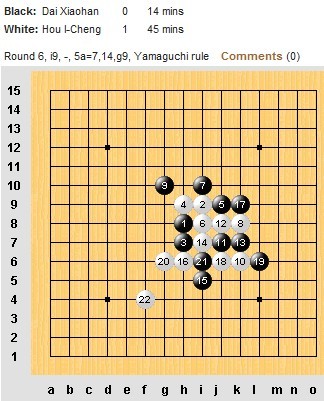 Black: Dai Xiaohan 0 14 mins
White: Hou I-Cheng 1 45 mins
Round 6, i9, -, 5a=7,14,g9, Yamaguchi rule Comments (0)
15
14
13
12
11
10 9 7
9 4 2 5 17
8 1 6 12 8
7 3 14 11 13
6 20 16 21 18 10 19
5 15
4 22
3
2
1
a b c d e f g h i j k l m n o